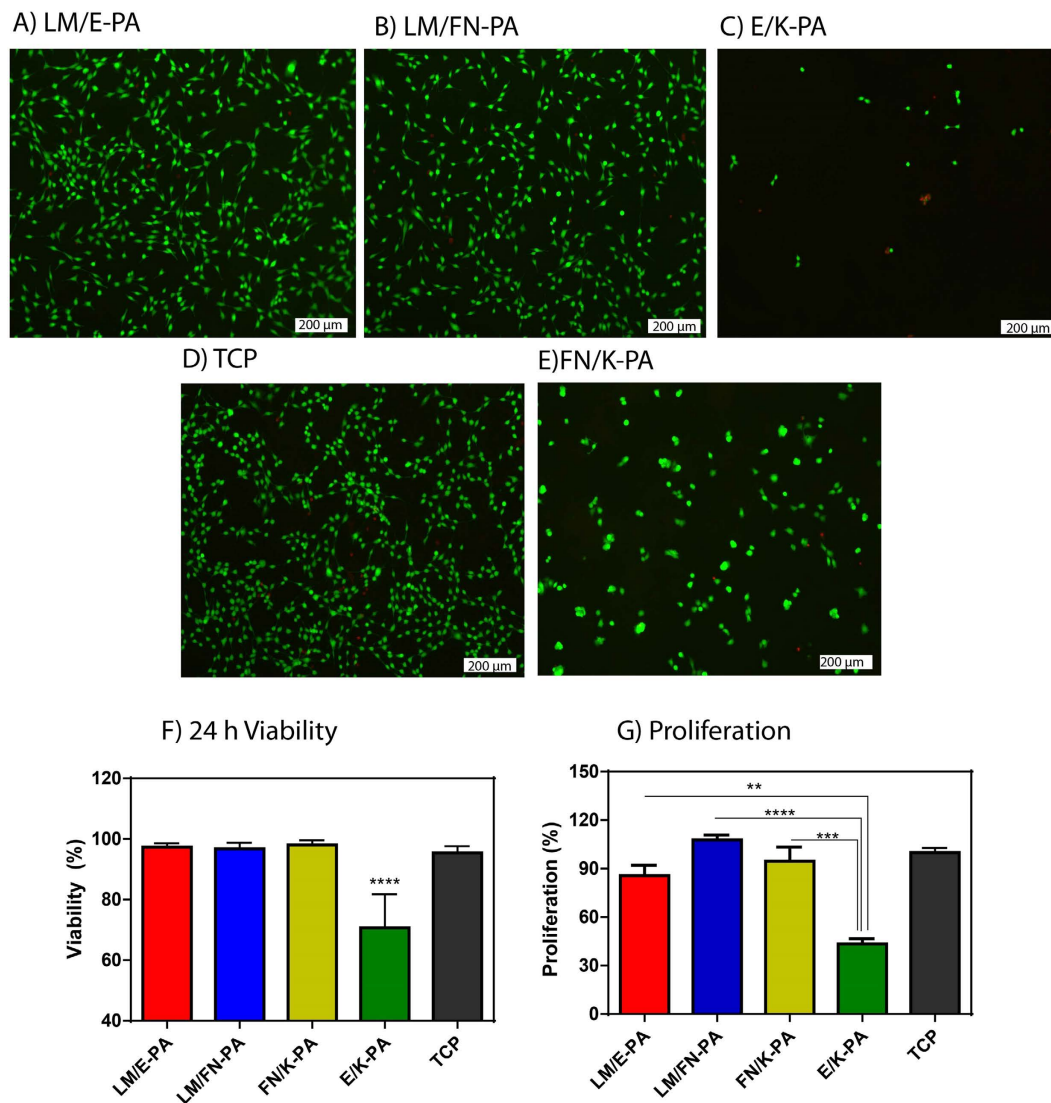 A) LM/E-PA
B) LM/FN-PA
C) E/K-PA
200 µm
200 µm
200 µm
D) TCP
E)FN/K-PA
200 µm
200 µm
F) 24 h Viability
Viability (%)
120
100
80
60
40
****
LM/E-PA
LM/FN-PA
FN/K-PA
E/K-PA
TCP
G) Proliferation
Proliferation (%)
150
120
90
60
30
0
**
****
***
LM/E-PA
LM/FN-PA
FN/K-PA
E/K-PA
TCP